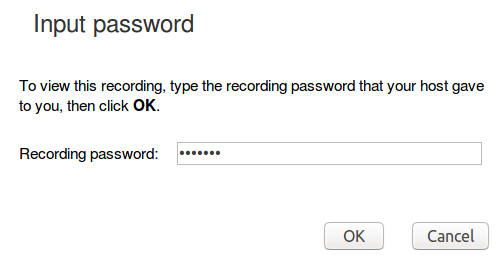 Input password
To view this recording, type the recording password that your host gave
to you, then click OK.
Recording password: •••••••
OK Cancel